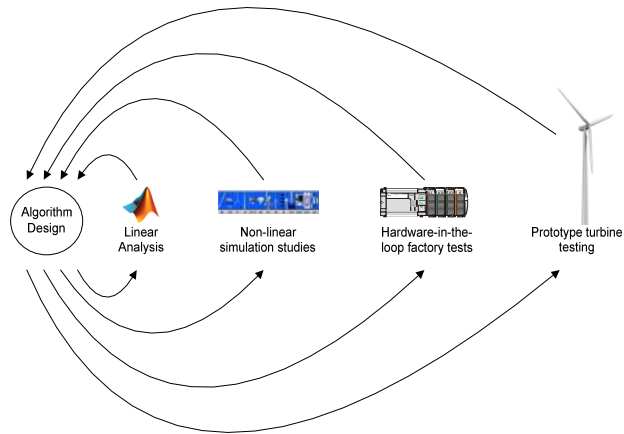 Algorithm
Design
Linear
Analysis
Non-linear
simulation studies
Hardware-in-the-
loop factory tests
Prototype turbine
testing